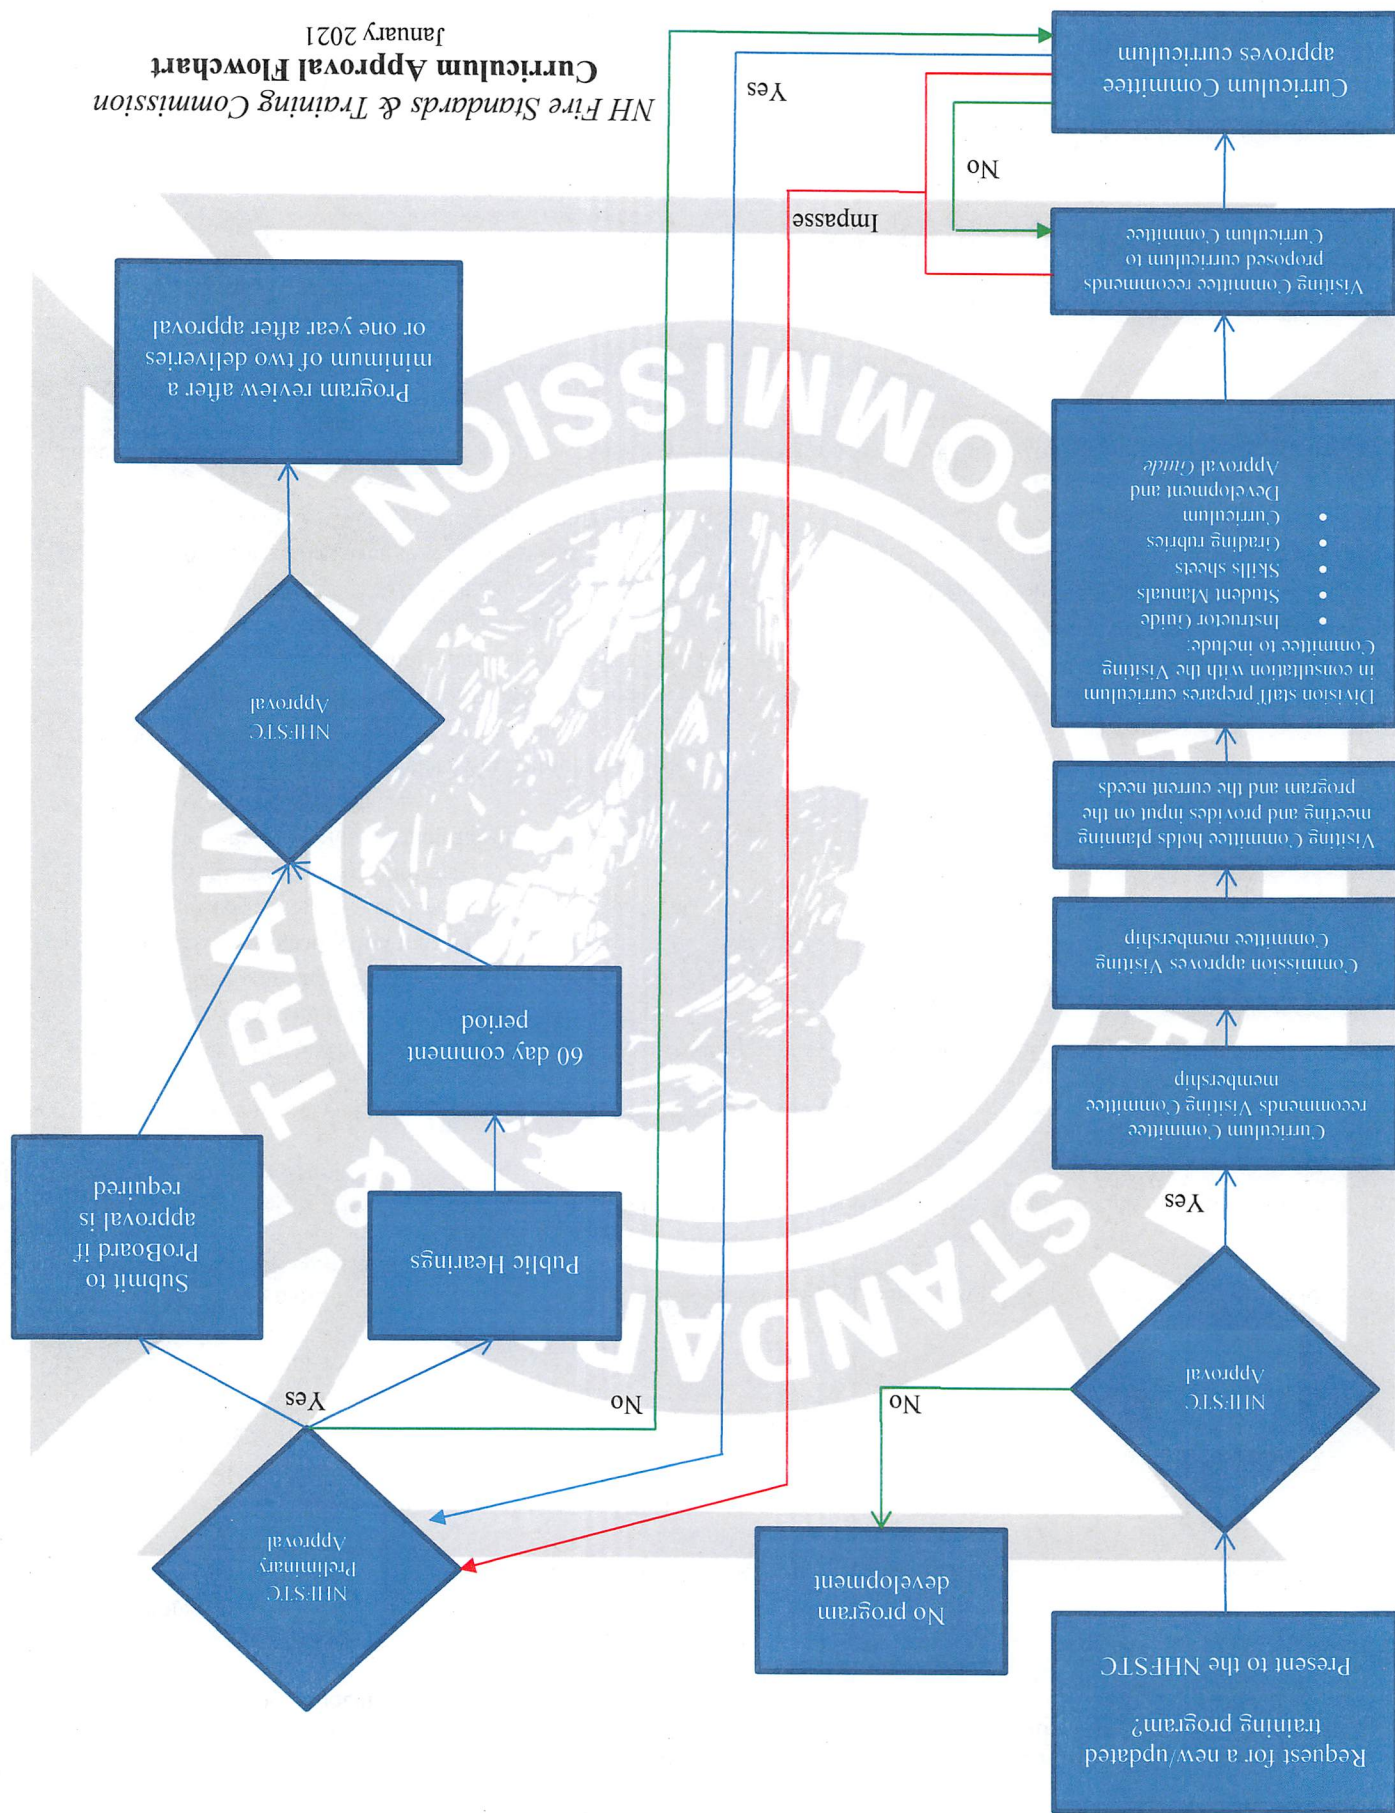 Request for a new/updated
training program?
Present to the NHFSTC
NHFSTC
Approval
No
No program
development
Yes
Curriculum Committee
recommends Visiting Committee
membership
Commission approves Visiting
Committee membership
Visiting Committee holds planning
meeting and provides input on the
program and the current needs
Division staff prepares curriculum
in consultation with the Visiting
Committee to include:
• Instructor Guide
• Student Manuals
• Skills sheets
• Grading rubrics
• Curriculum
Development and
Approval Guide
Visiting Committee recommends
proposed curriculum to
Curriculum Committee
No
Impasse
Curriculum Committee
approves curriculum
Yes
NHFSTC
Preliminary
Approval
No
Yes
Public Hearings
60 day comment
period
Submit to
ProBoard if
approval is
required
NHFSTC
Approval
Program review after a
minimum of two deliveries
or one year after approval
NH Fire Standards & Training Commission
Curriculum Approval Flowchart
January 2021
STANDAR
& TRAIN
COMMISSION